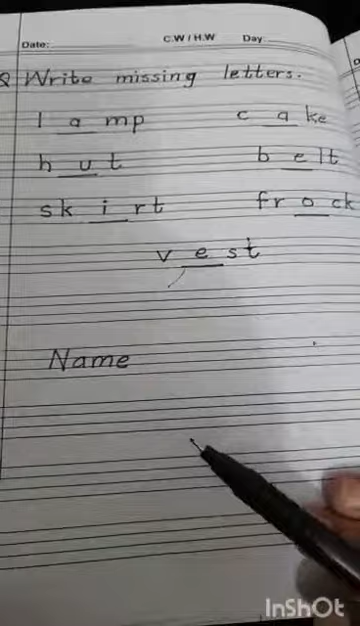 Date: C.W / H.W Day:
Q Write missing letters.
l a mp c a ke
h u t b e lt
sk i rt fr o ck
v e st
Name
InShOt